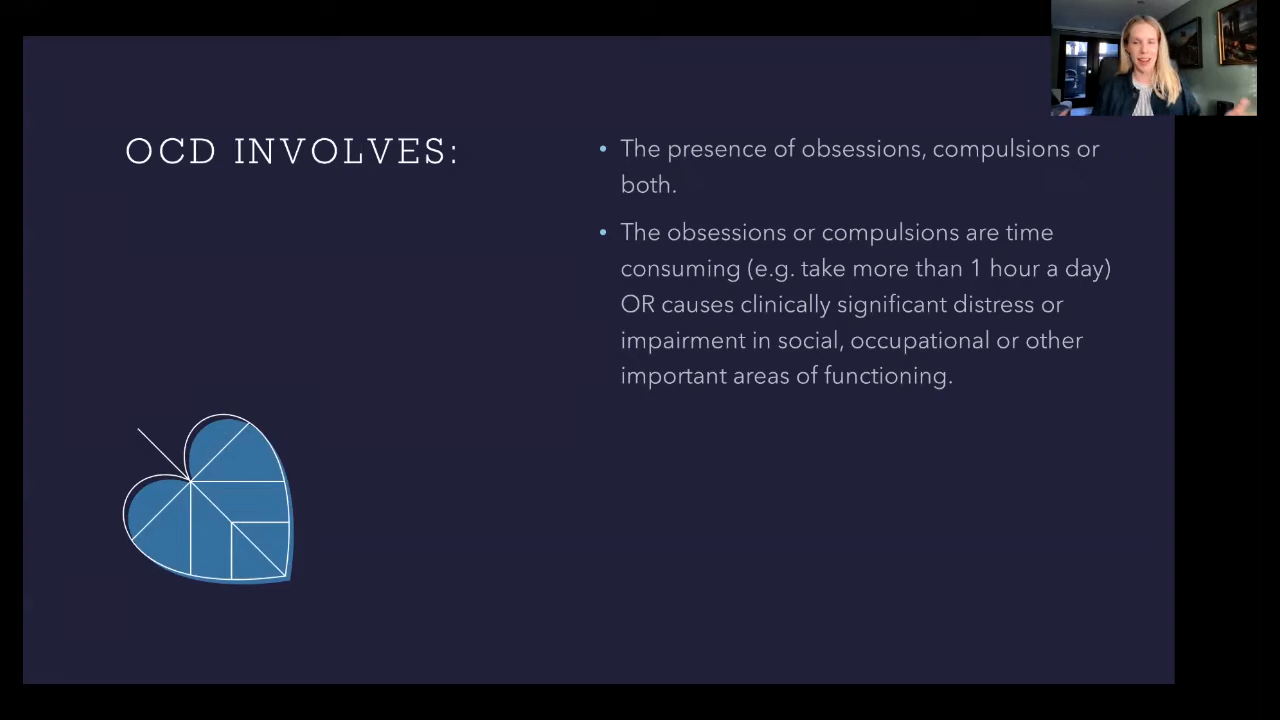 OCD INVOLVES:
• The presence of obsessions, compulsions or
both.
• The obsessions or compulsions are time
consuming (e.g. take more than 1 hour a day)
OR causes clinically significant distress or
impairment in social, occupational or other
important areas of functioning.